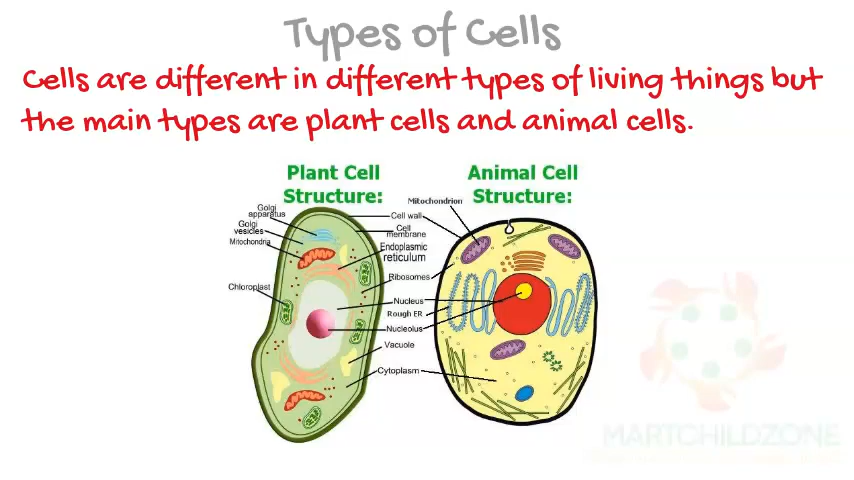 Types of Cells
Cells are different in different types of living things but
the main types are plant cells and animal cells.
Plant Cell
Structure:
Animal Cell
Structure:
Mitochondrion
Golgi
apparatus
Golgi
vesicles
Mitochondria
Chloroplast
Cell wall
Cell
membrane
Endoplasmic
reticulum
Ribosomes
Nucleus
Rough ER
Nucleolus
Vacuole
Cytoplasm
MARTCHILDZONE